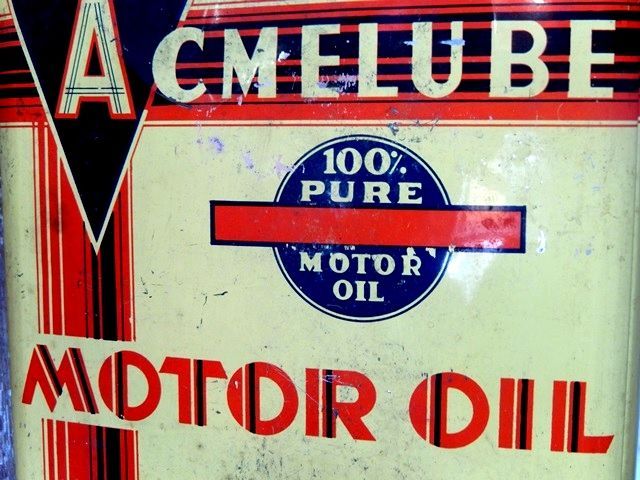 ACMELUBE
100%
PURE
MOTOR
OIL
MOTOR OIL